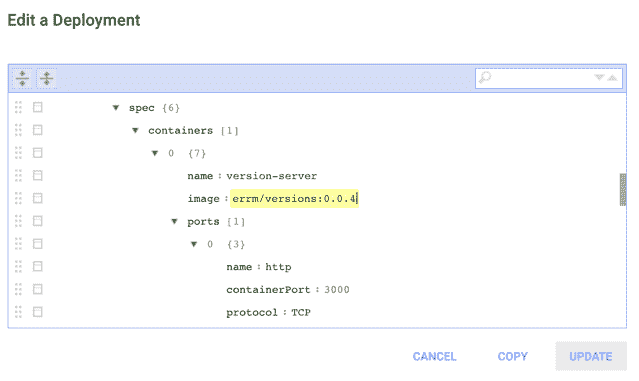 Edit a Deployment
spec {6}
containers [1]
0 {7}
name : version-server
image : errm/versions:0.0.4
ports [1]
0 {3}
name : http
containerPort : 3000
protocol : TCP
CANCEL COPY UPDATE